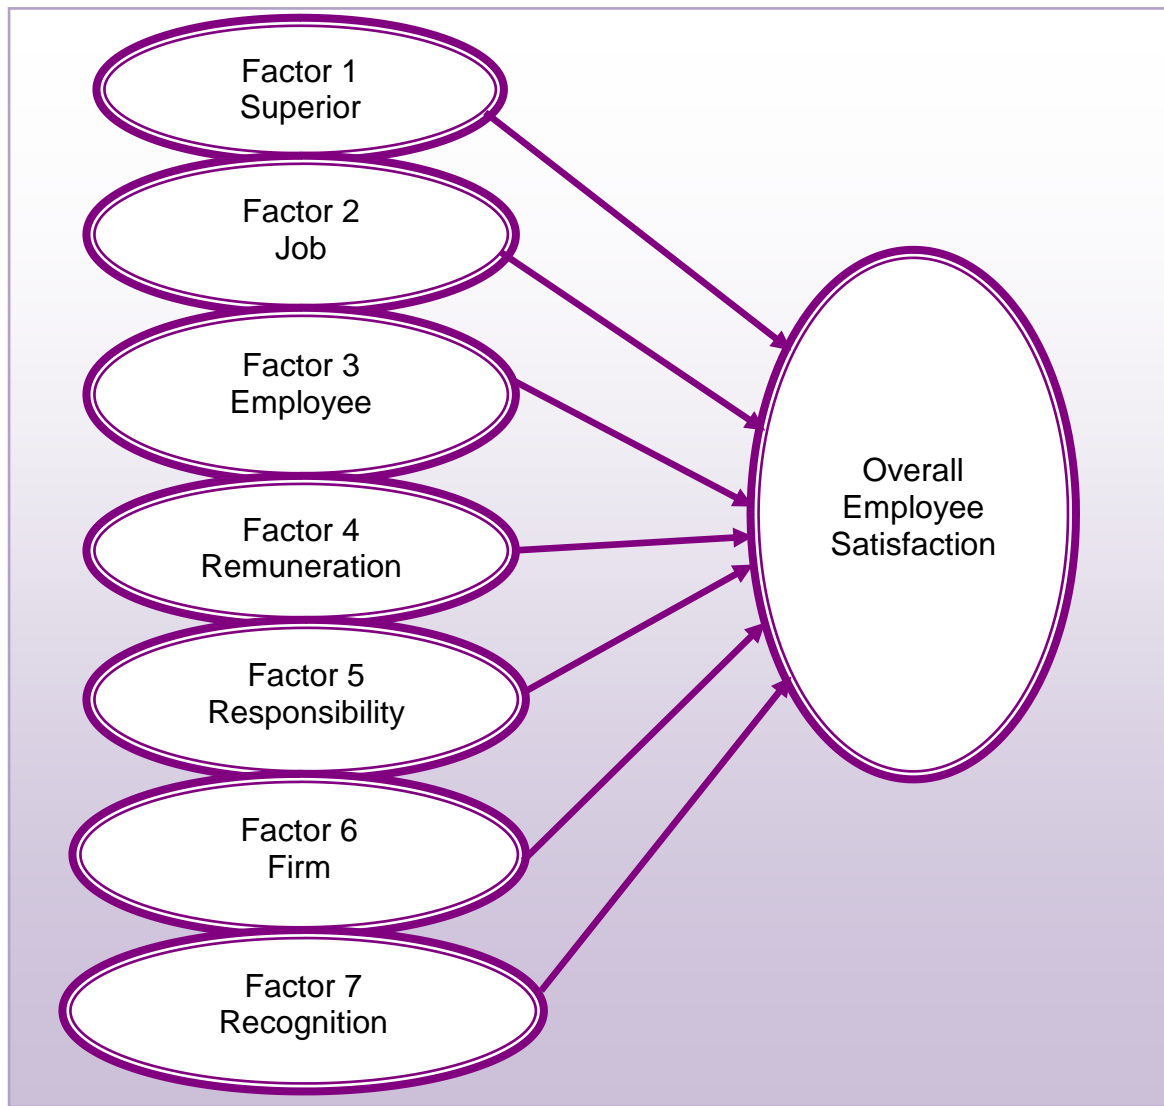 Factor 1
Superior
Factor 2
Job
Factor 3
Employee
Factor 4
Remuneration
Factor 5
Responsibility
Factor 6
Firm
Factor 7
Recognition
Overall
Employee
Satisfaction